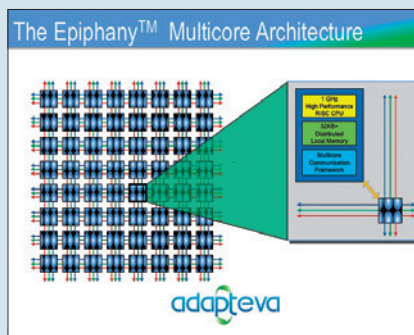 The Epiphany™ Multicore Architecture
1 GHz
High Performance
RISC CPU
32KB+
Distributed
Local Memory
Multicore
Communication
Framework
adapteva